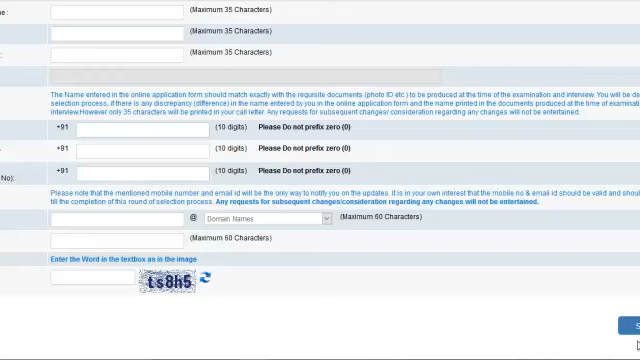 e : (Maximum 35 Characters)
(Maximum 35 Characters)
: (Maximum 35 Characters)
The Name entered in the online application form should match exactly with the requisite documents (photo ID etc.) to be produced at the time of the examination and interview. You will be de
selection process, if there is any discrepancy (difference) in the name entered by you in the online application form and the name printed in the documents produced at the time of examinatio
interview.However only 35 characters will be printed in your call letter. Any requests for subsequent changes/ consideration regarding any changes will not be entertained.
+91 (10 digits) Please Do not prefix zero (0)
+91 (10 digits) Please Do not prefix zero (0)
No): +91 (10 digits) Please Do not prefix zero (0)
Please note that the mentioned mobile number and email id will be the only way to notify you on the updates. It is in your own interest that the mobile no & email id should be valid and shou
till the completion of this round of selection process. Any requests for subsequent changes/consideration regarding any changes will not be entertained.
@ Domain Names (Maximum 60 Characters)
(Maximum 60 Characters)
Enter the Word in the textbox as in the image
ts8h5
S